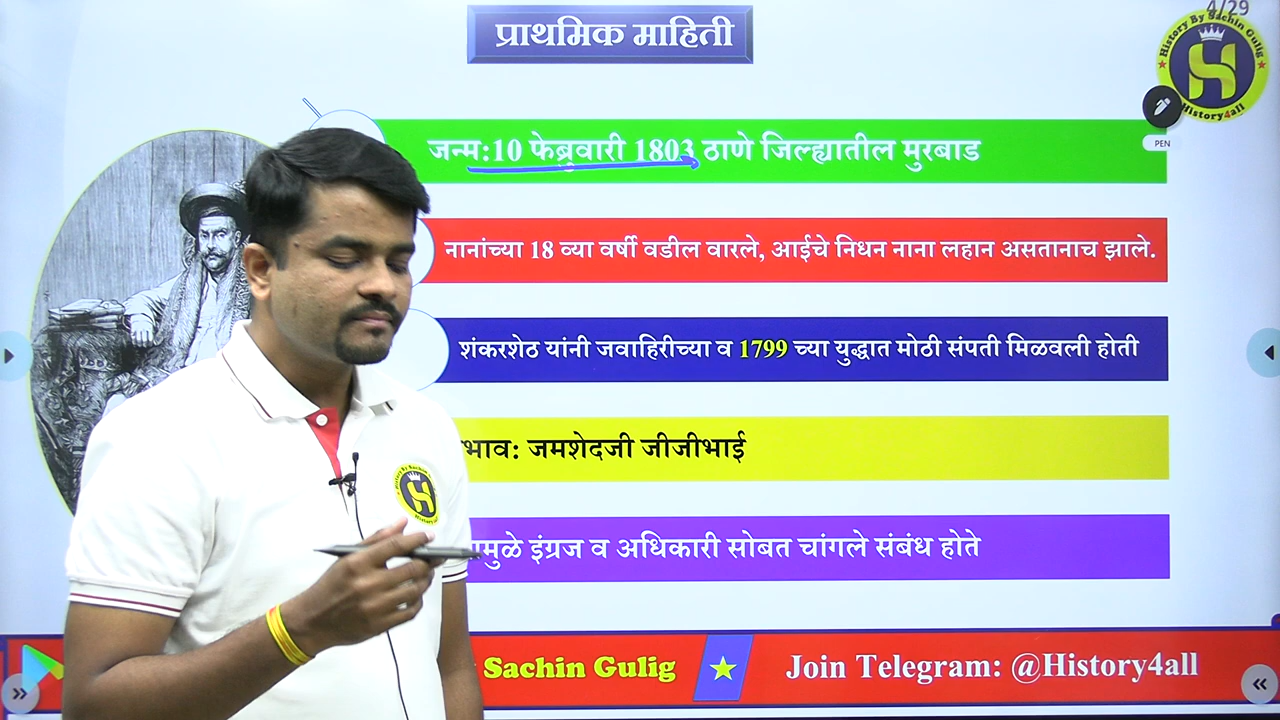 4/29
प्राथमिक माहिती
History By Sachin Gulig
History4all
PEN
जन्म:10 फेब्रुवारी 1803 ठाणे जिल्ह्यातील मुरबाड
नानांच्या 18 व्या वर्षी वडील वारले, आईचे निधन नाना लहान असतानाच झाले.
शंकरशेठ यांनी जवाहिरीच्या व 1799 च्या युद्धात मोठी संपती मिळवली होती
भाव: जमशेदजी जीजीभाई
मुळे इंग्रज व अधिकारी सोबत चांगले संबंध होते
Sachin Gulig
Join Telegram: @History4all